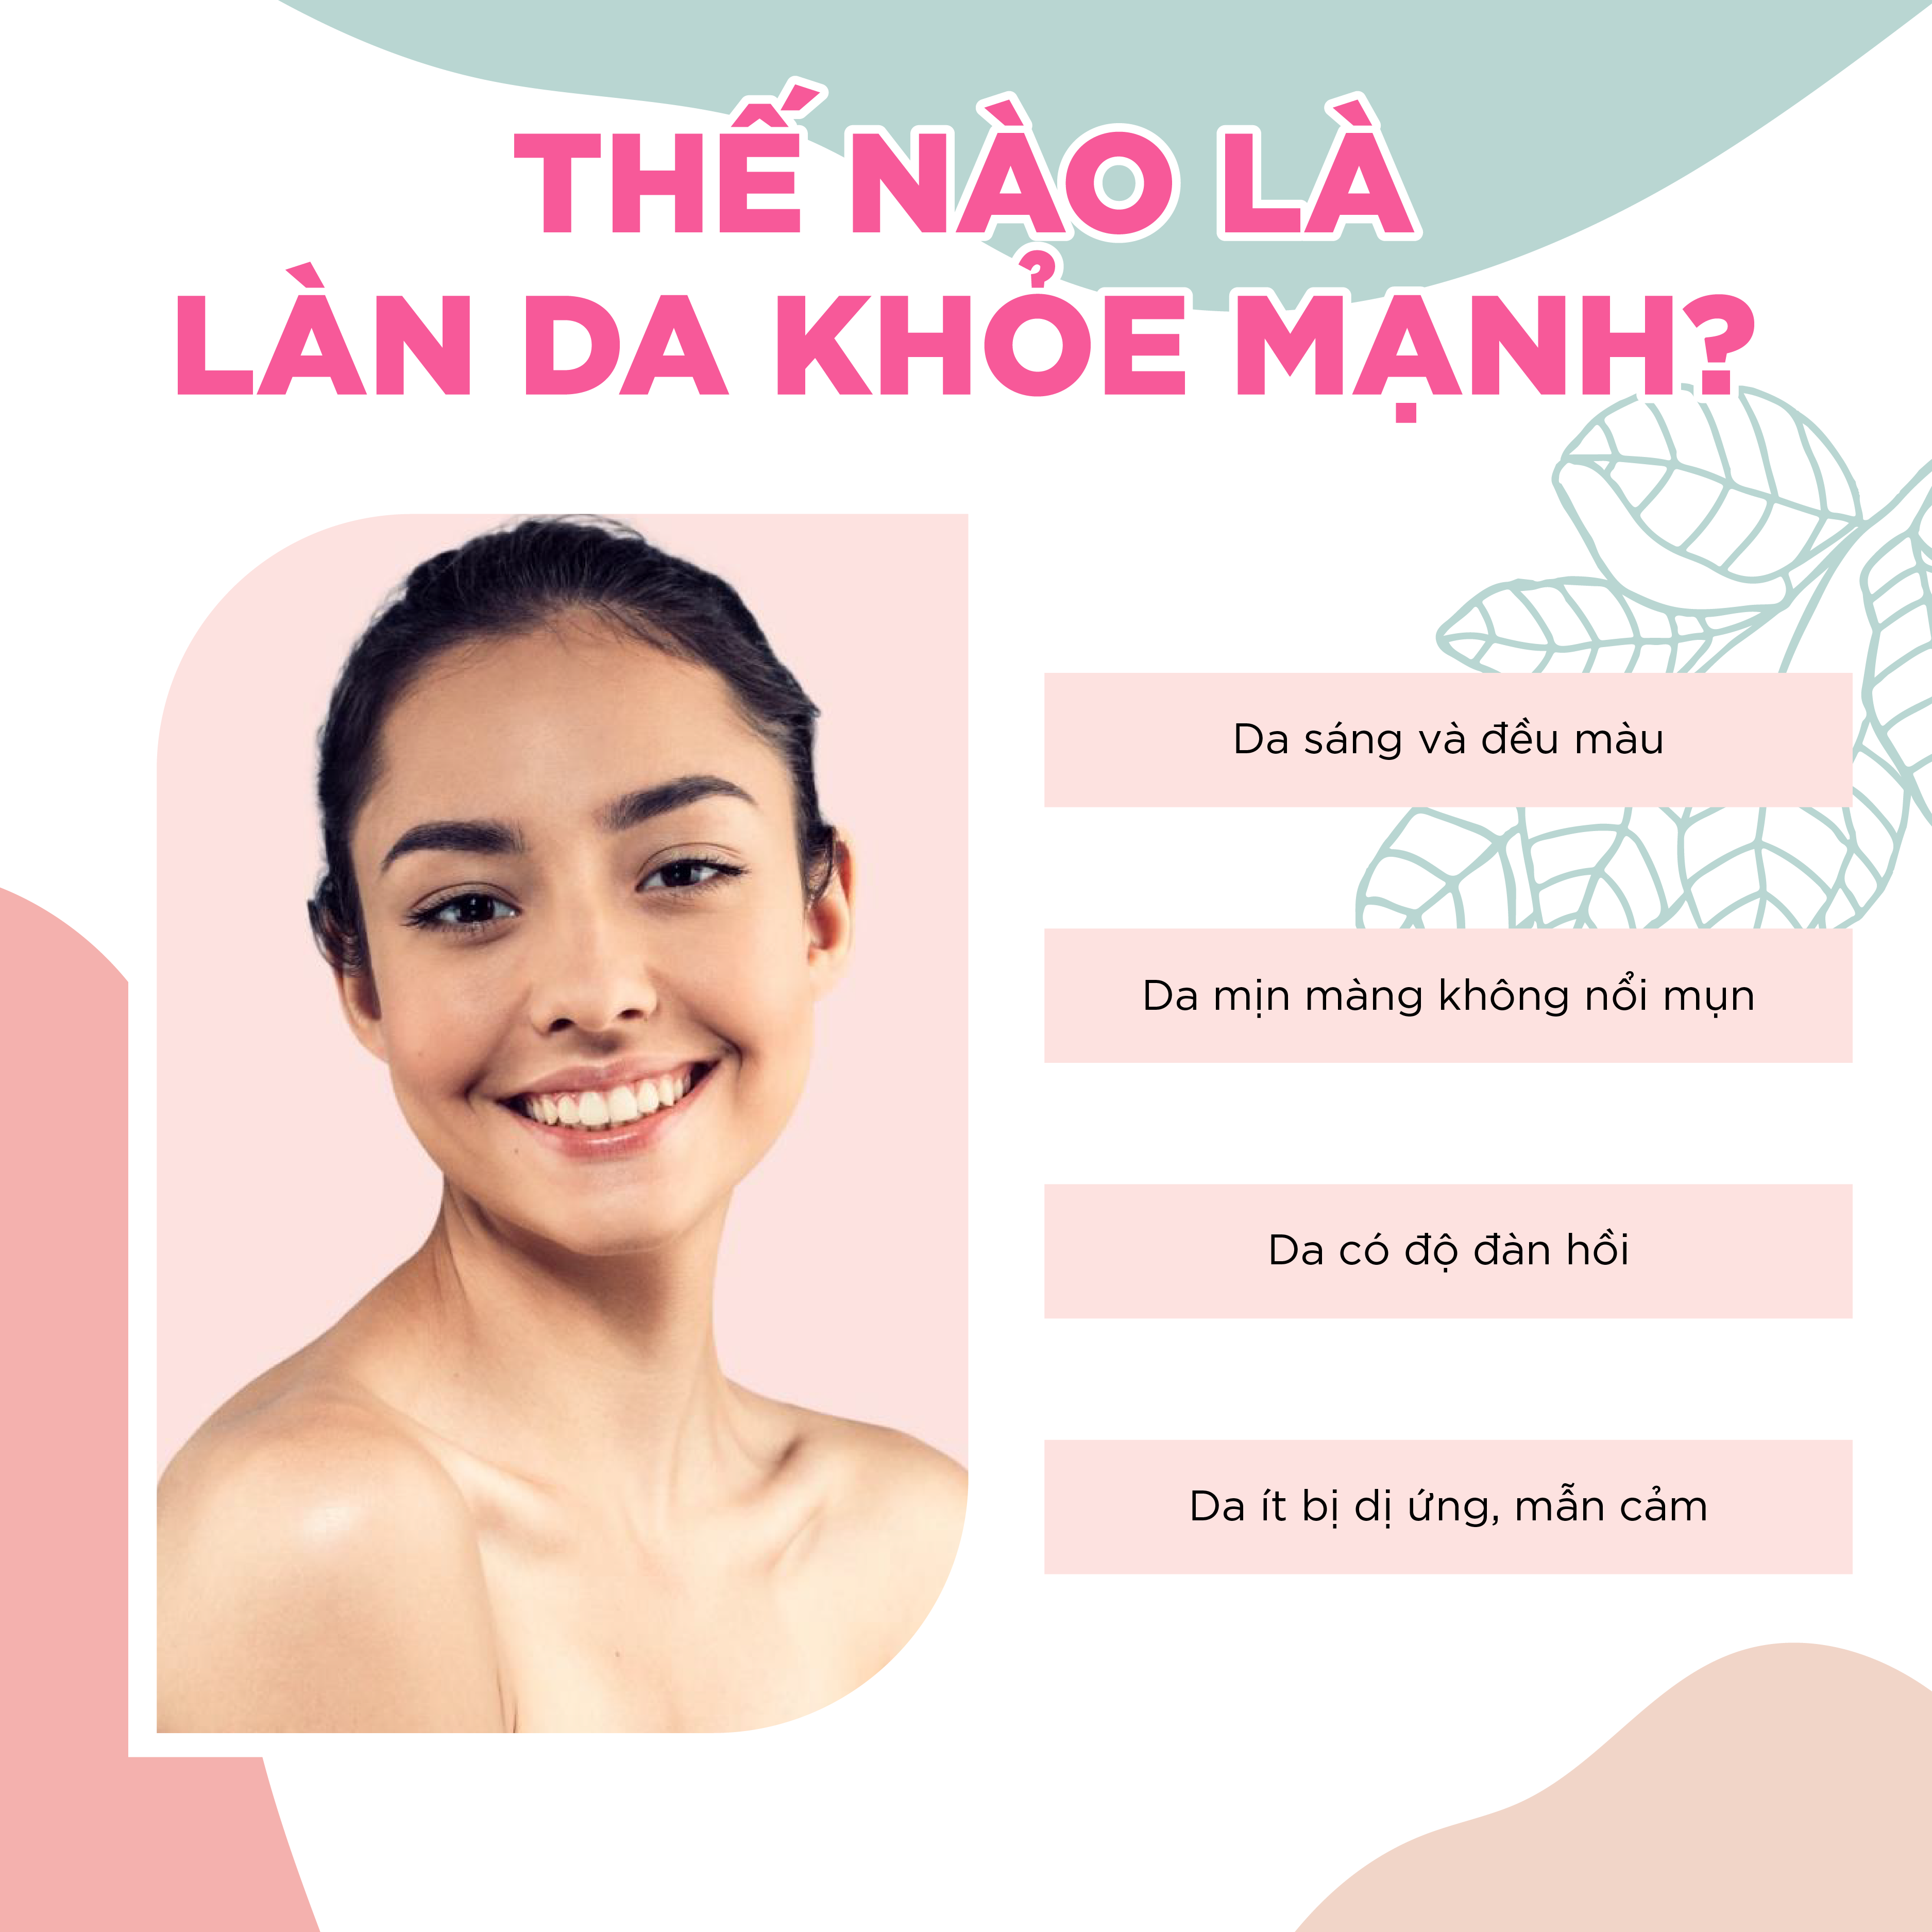 THẾ NÀO LÀ
LÀN DA KHỎE MẠNH?
Da sáng và đều màu
Da mịn màng không nổi mụn
Da có độ đàn hồi
Da ít bị dị ứng, mẫn cảm